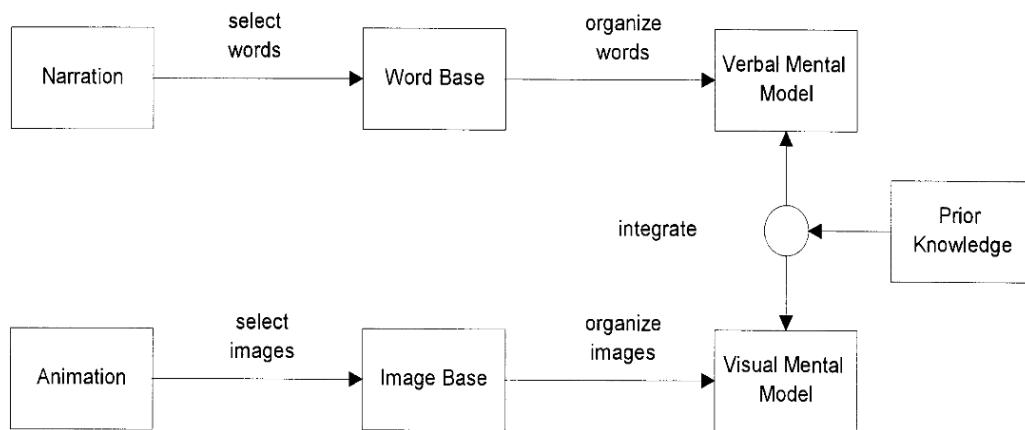 select
words
organize
words
Narration
Word Base
Verbal Mental
Model
integrate
Prior
Knowledge
select
images
organize
images
Animation
Image Base
Visual Mental
Model